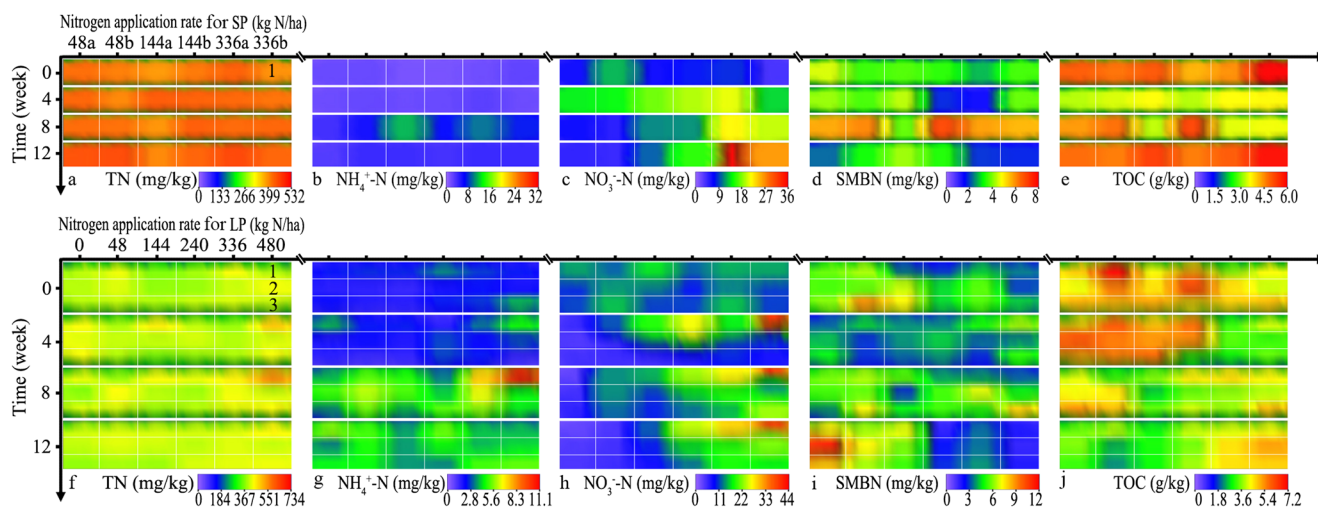 Nitrogen application rate for SP (kg N/ha)
48a 48b 144a 144b 336a 336b
Time (week)
0
4
8
12
1
a TN (mg/kg)
0 133 266 399 532
b NH₄⁺-N (mg/kg)
0 8 16 24 32
c NO₃⁻-N (mg/kg)
0 9 18 27 36
d SMBN (mg/kg)
0 2 4 6 8
e TOC (g/kg)
0 1.5 3.0 4.5 6.0
Nitrogen application rate for LP (kg N/ha)
0 48 144 240 336 480
Time (week)
0
4
8
12
1
2
3
f TN (mg/kg)
0 184 367 551 734
g NH₄⁺-N (mg/kg)
0 2.8 5.6 8.3 11.1
h NO₃⁻-N (mg/kg)
0 11 22 33 44
i SMBN (mg/kg)
0 3 6 9 12
j TOC (g/kg)
0 1.8 3.6 5.4 7.2